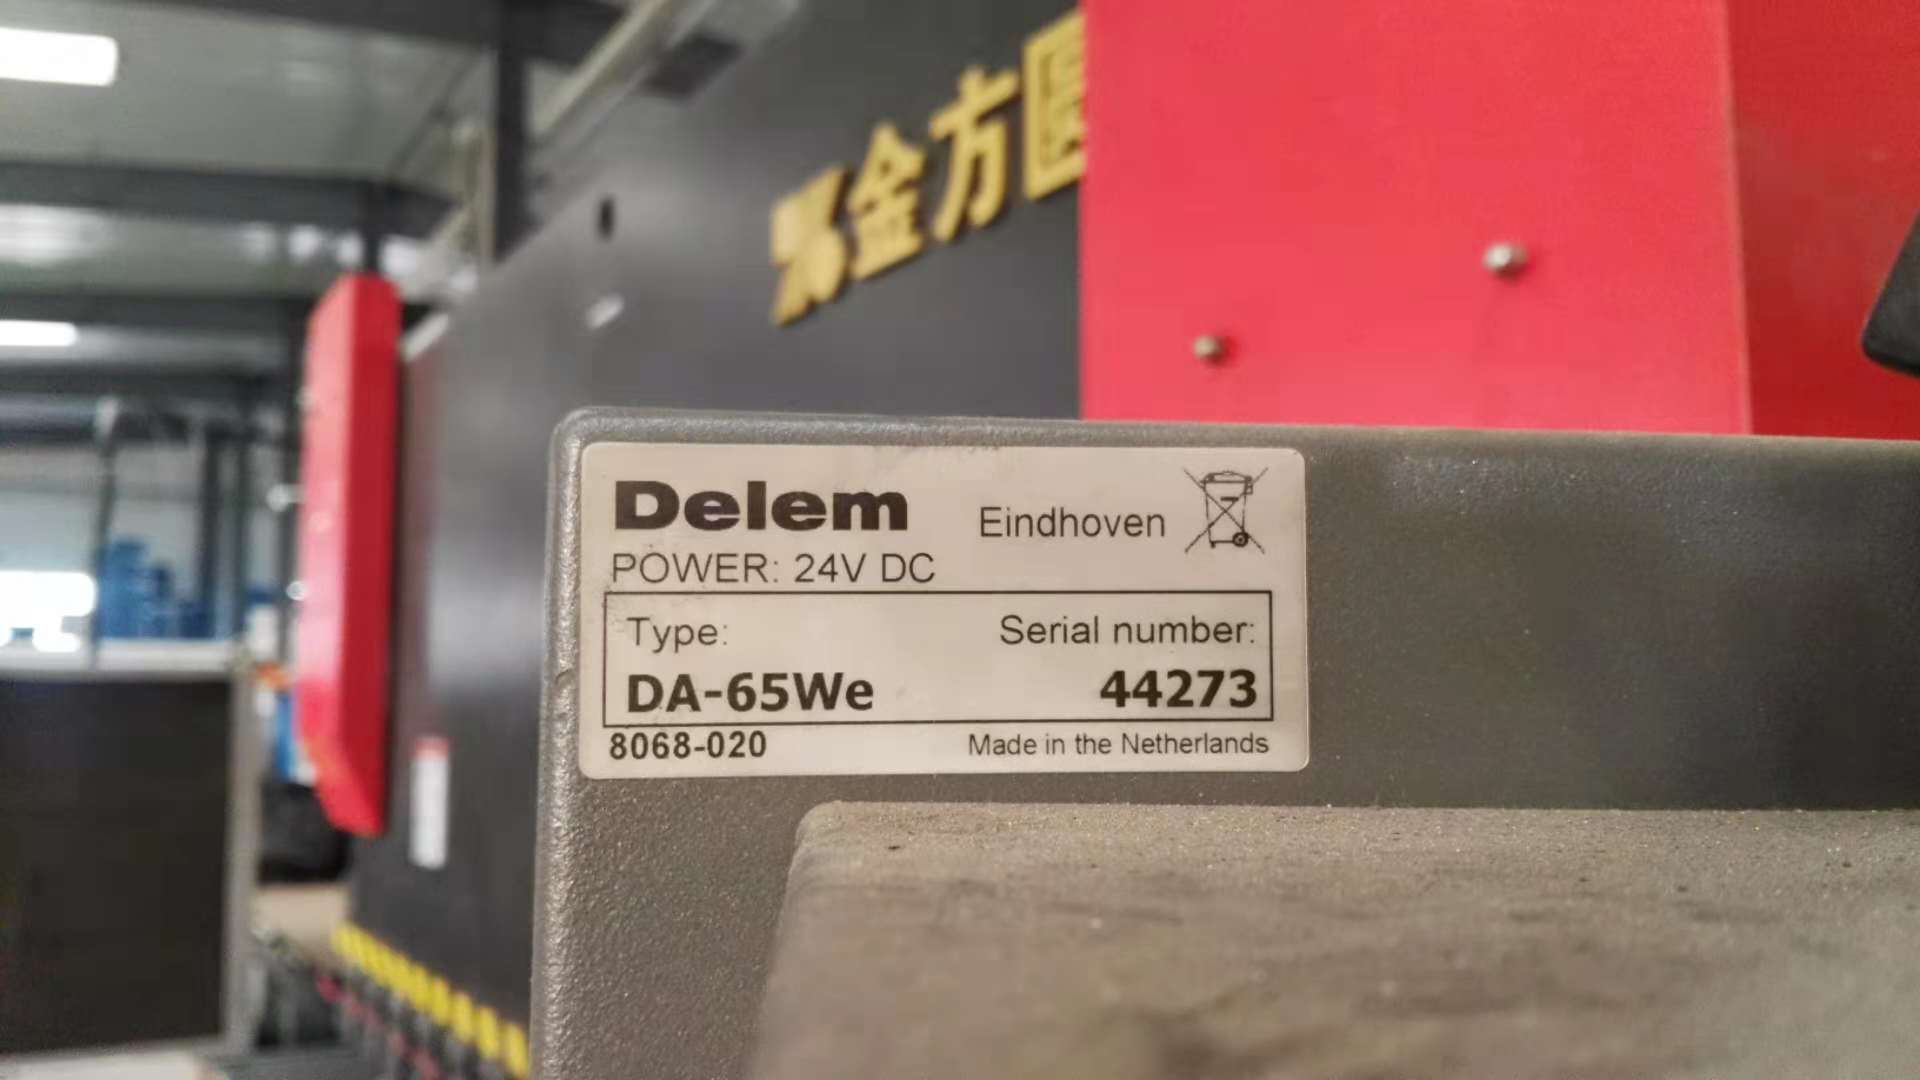 金方圆
Delem
Eindhoven
POWER: 24V DC
Type:
Serial number:
DA-65We
44273
8068-020
Made in the Netherlands